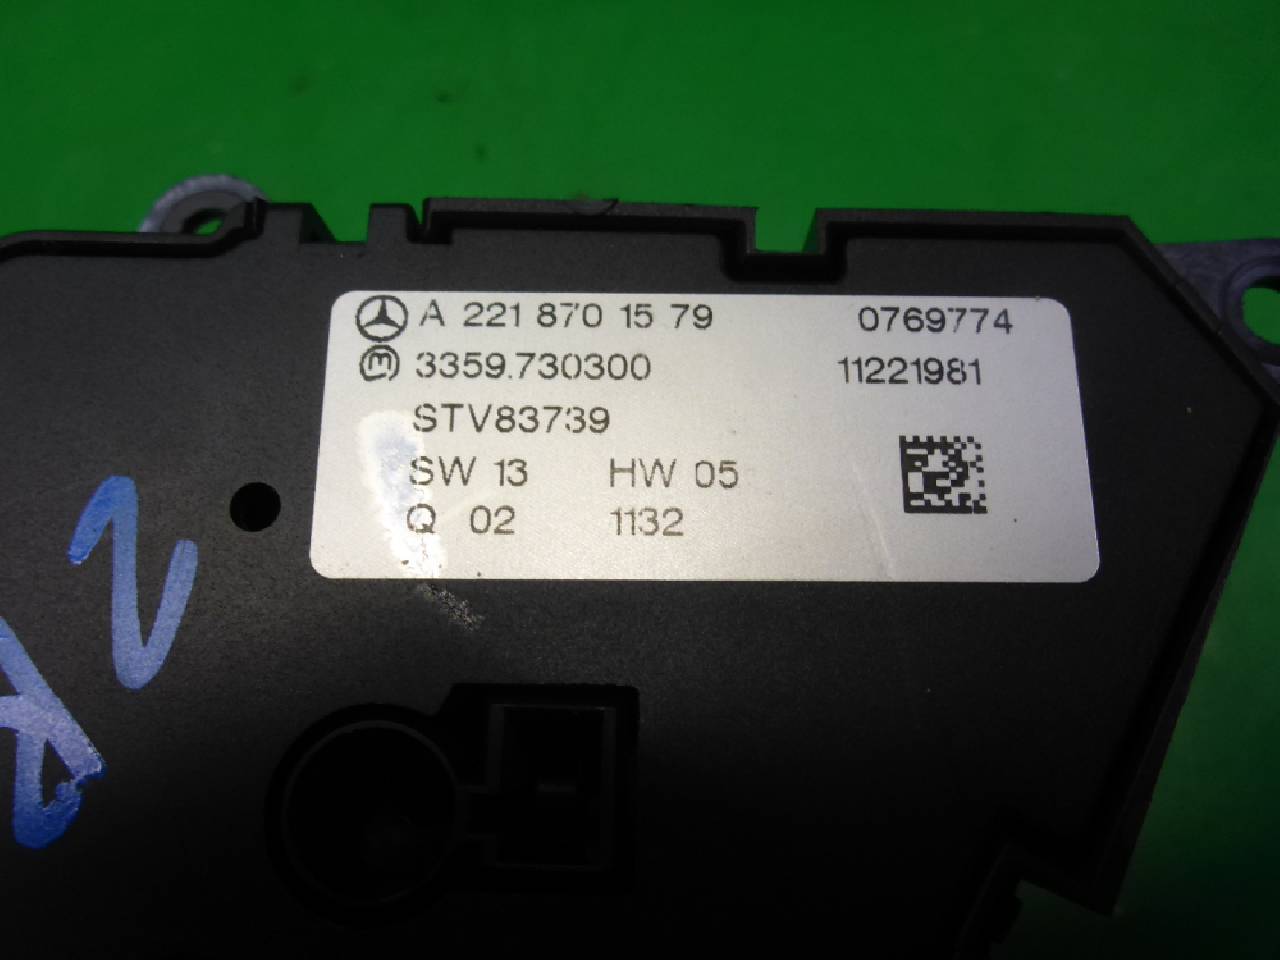 A 221 870 15 79 0769774
3359.730300 11221981
STV83739
SW 13 HW 05
Q 02 1132